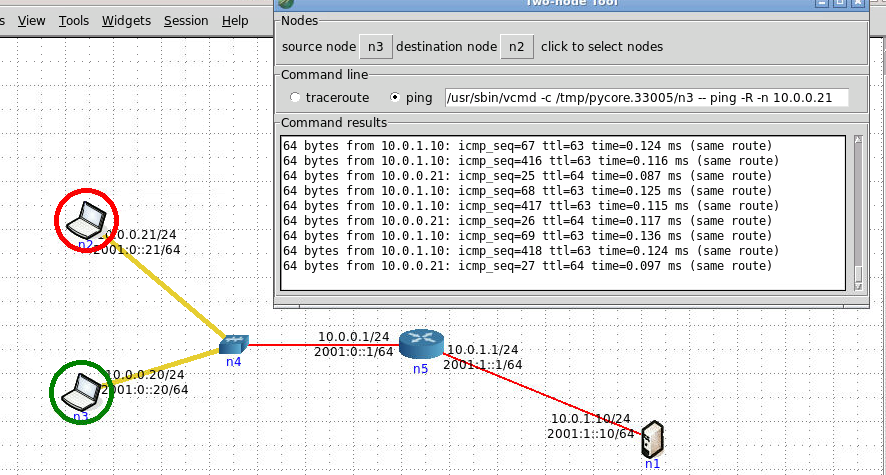 s View Tools Widgets Session Help
Two-node Tool
Nodes
source node n3 destination node n2 click to select nodes
Command line
traceroute ping /usr/sbin/vcmd -c /tmp/pycore.33005/n3 -- ping -R -n 10.0.0.21
Command results
64 bytes from 10.0.1.10: icmp_seq=67 ttl=63 time=0.124 ms (same route)
64 bytes from 10.0.1.10: icmp_seq=416 ttl=63 time=0.116 ms (same route)
64 bytes from 10.0.0.21: icmp_seq=25 ttl=64 time=0.087 ms (same route)
64 bytes from 10.0.1.10: icmp_seq=68 ttl=63 time=0.125 ms (same route)
64 bytes from 10.0.1.10: icmp_seq=417 ttl=63 time=0.115 ms (same route)
64 bytes from 10.0.0.21: icmp_seq=26 ttl=64 time=0.117 ms (same route)
64 bytes from 10.0.1.10: icmp_seq=69 ttl=63 time=0.136 ms (same route)
64 bytes from 10.0.1.10: icmp_seq=418 ttl=63 time=0.124 ms (same route)
64 bytes from 10.0.0.21: icmp_seq=27 ttl=64 time=0.097 ms (same route)
10.0.0.21/24
2001:0::21/64
n2
10.0.0.1/24
2001:0::1/64
n4
n5
10.0.1.1/24
2001:1::1/64
10.0.0.20/24
2001:0::20/64
n3
10.0.1.10/24
2001:1::10/64
n1